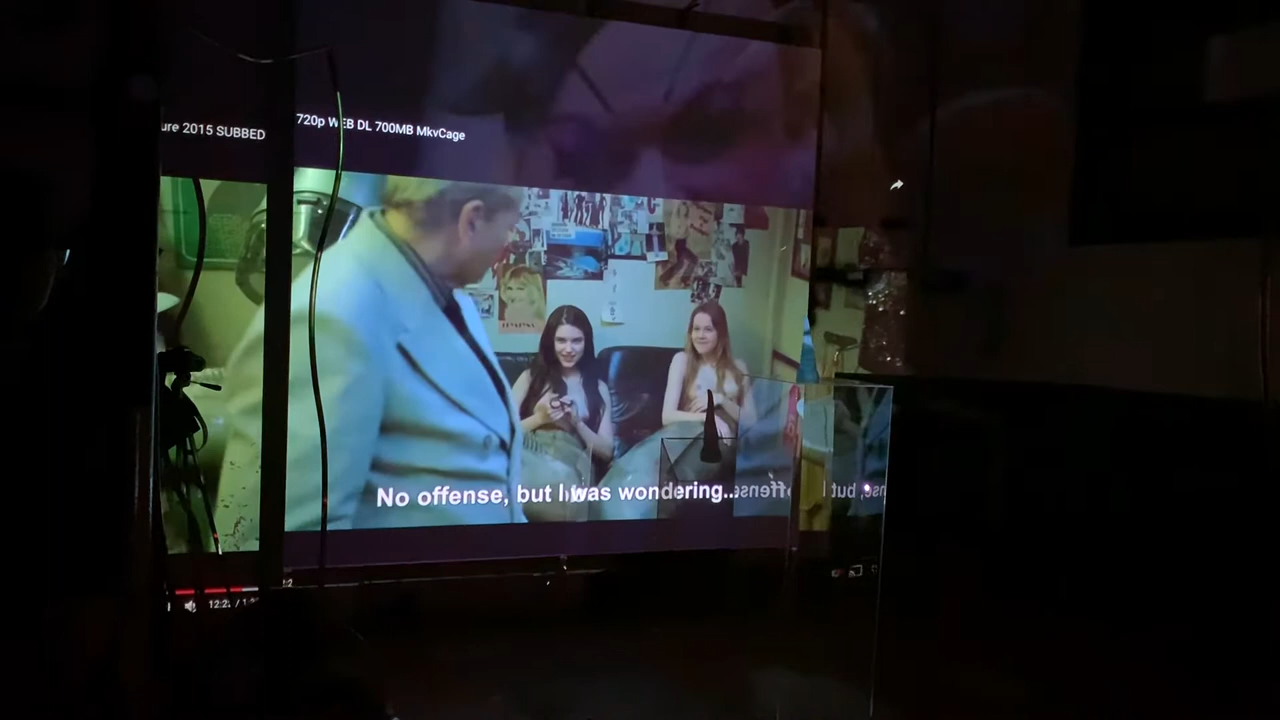 ure 2015 SUBBED 720p WEB DL 700MB MkvCage
No offense, but I was wondering...